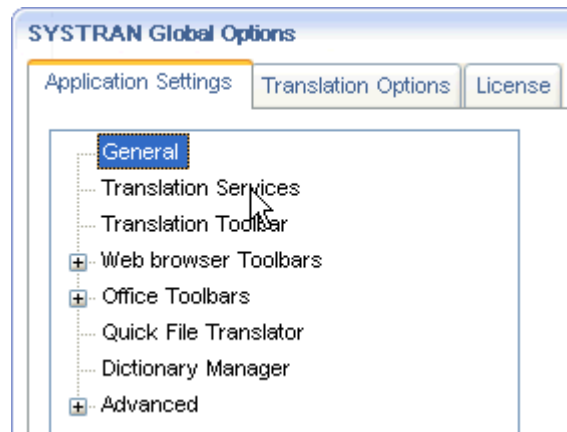 SYSTRAN Global Options
Application Settings
Translation Options
License
General
Translation Services
Translation Toolbar
Web browser Toolbars
Office Toolbars
Quick File Translator
Dictionary Manager
Advanced